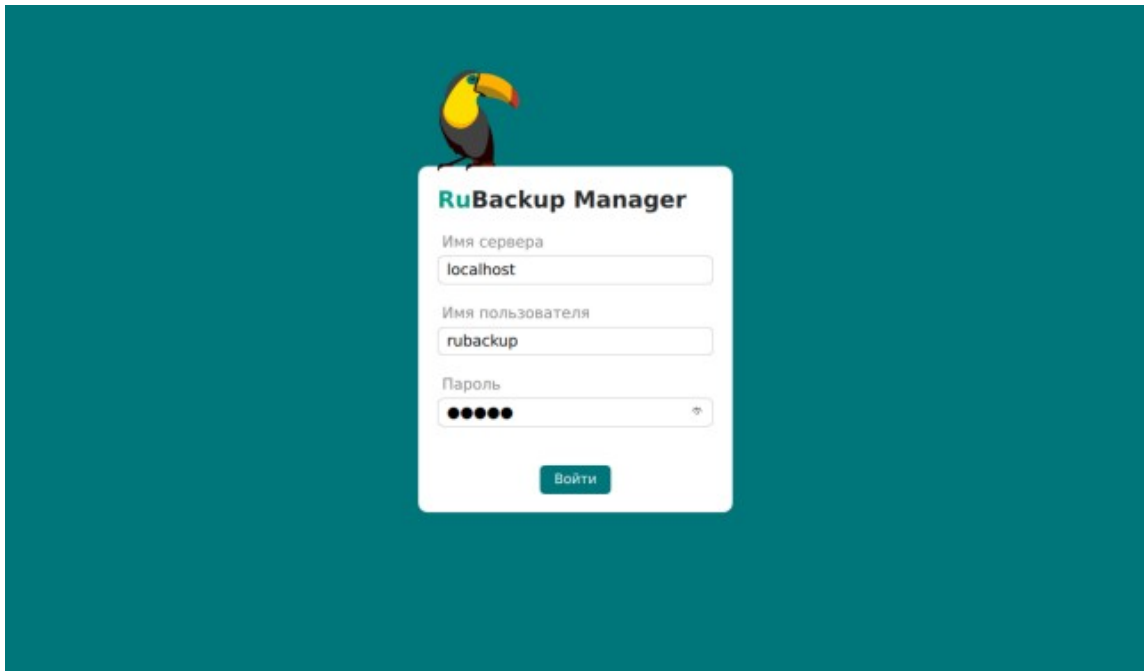 RuBackup Manager
Имя сервера
localhost
Имя пользователя
rubackup
Пароль
●●●●●
Войти